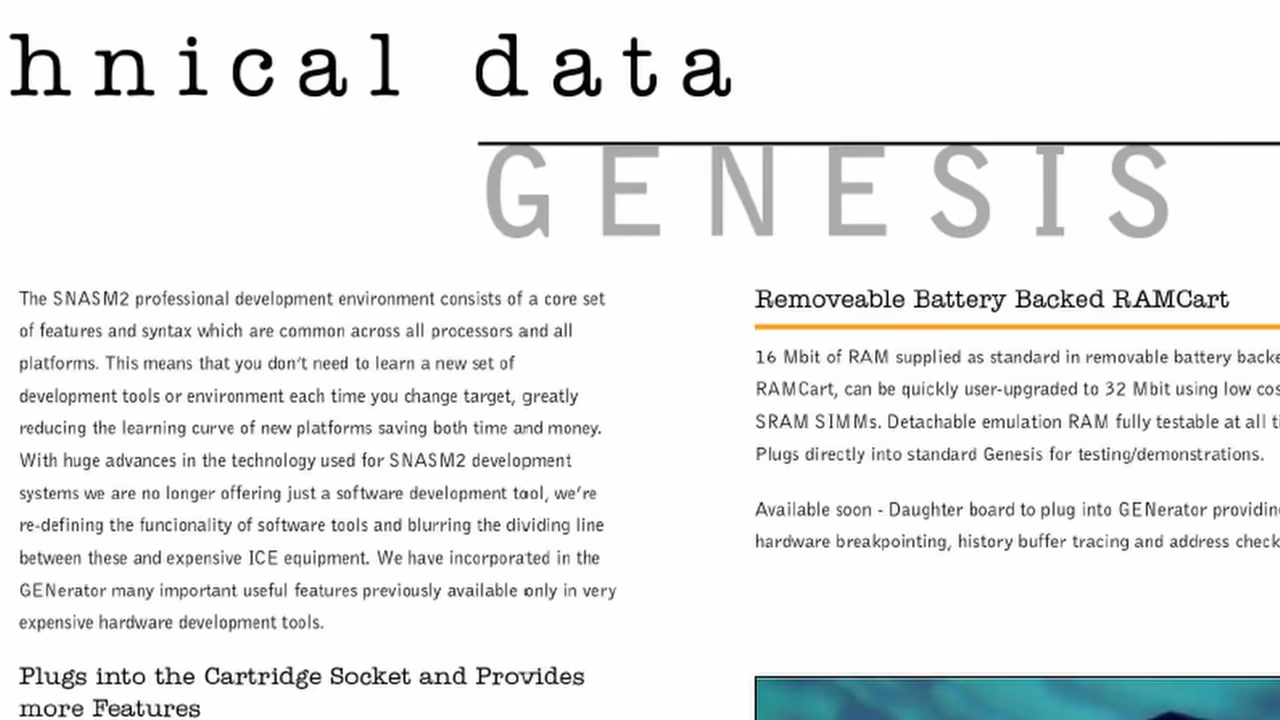 hnical data
GENESIS
The SNASM2 professional development environment consists of a core set
of features and syntax which are common across all processors and all
platforms. This means that you don't need to learn a new set of
development tools or environment each time you change target, greatly
reducing the learning curve of new platforms saving both time and money.
With huge advances in the technology used for SNASM2 development
systems we are no longer offering just a software development tool, we're
re-defining the funcionality of software tools and blurring the dividing line
between these and expensive ICE equipment. We have incorporated in the
GENerator many important useful features previously available only in very
expensive hardware development tools.
Plugs into the Cartridge Socket and Provides
more Features
Removeable Battery Backed RAMCart
16 Mbit of RAM supplied as standard in removable battery backe
RAMCart, can be quickly user-upgraded to 32 Mbit using low cos
SRAM SIMMs. Detachable emulation RAM fully testable at all ti
Plugs directly into standard Genesis for testing/demonstrations.
Available soon - Daughter board to plug into GENerator providin
hardware breakpointing, history buffer tracing and address check